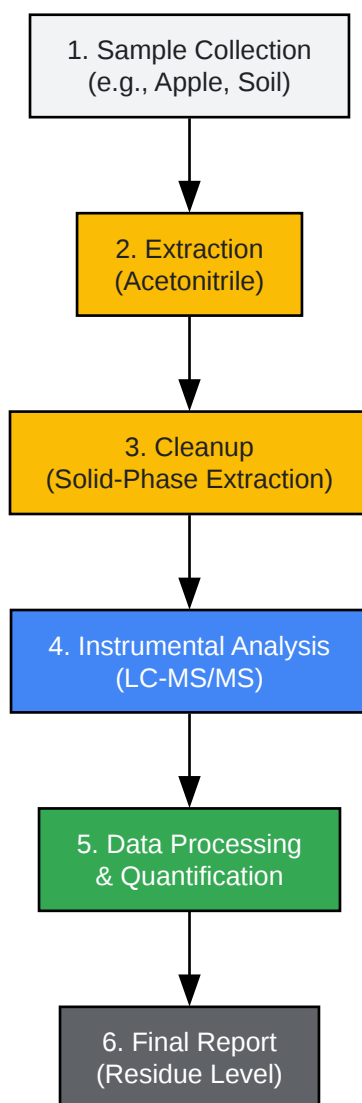 1. Sample Collection
(e.g., Apple, Soil)
2. Extraction
(Acetonitrile)
3. Cleanup
(Solid-Phase Extraction)
4. Instrumental Analysis
(LC-MS/MS)
5. Data Processing
& Quantification
6. Final Report
(Residue Level)